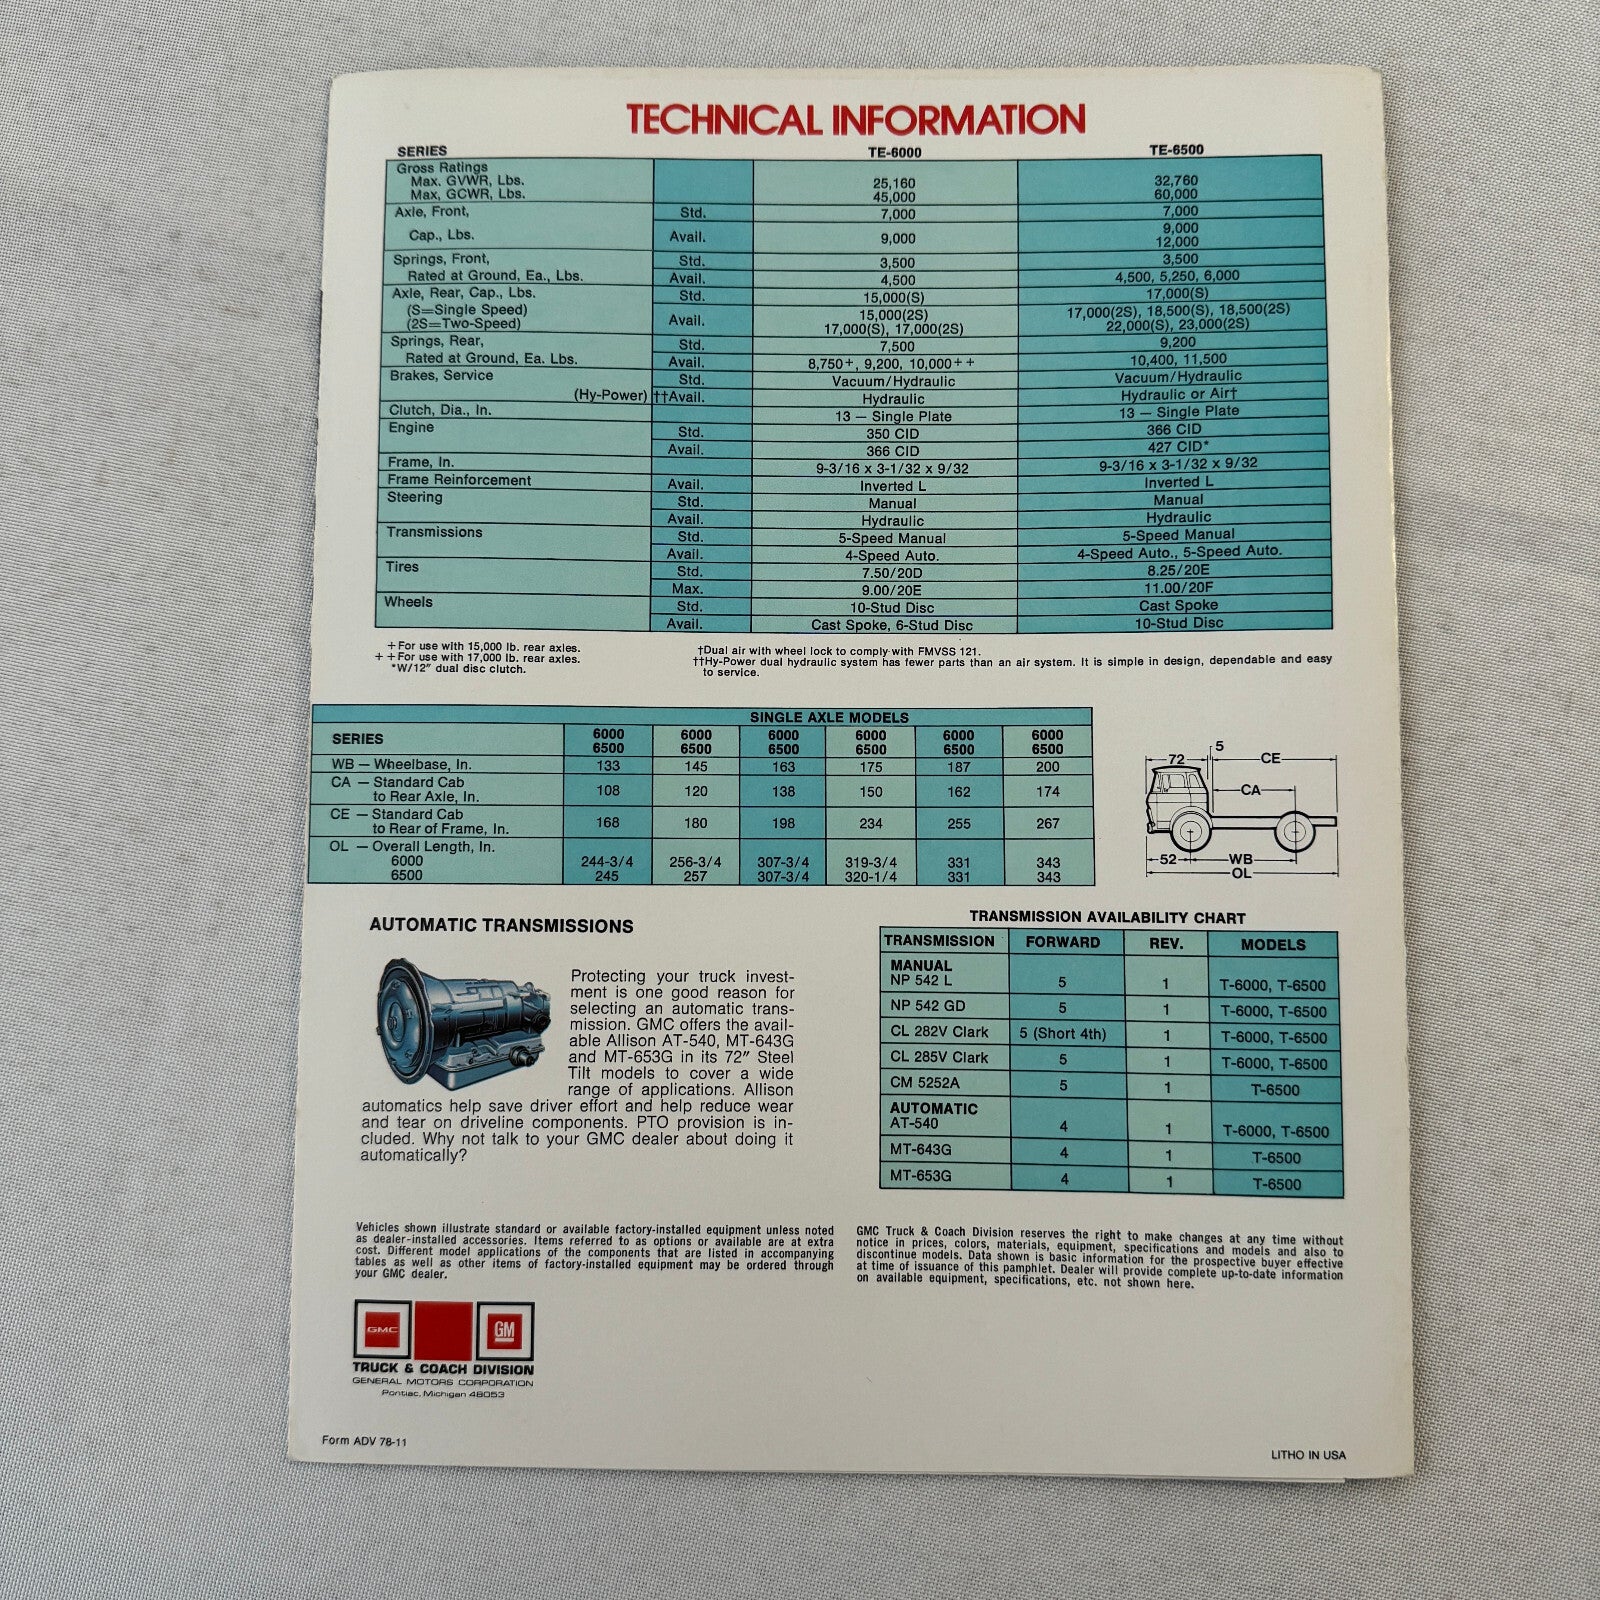 TECHNICAL INFORMATION
SERIES TE-6000 TE-6500
Gross Ratings
Max. GVWR, Lbs. 25,160 32,760
Max, GCWR, Lbs. 45,000 60,000
Axle, Front, Std. 7,000 7,000
Cap., Lbs. Avail. 9,000 9,000
12,000
Springs, Front, Std. 3,500 3,500
Rated at Ground, Ea., Lbs. Avail. 4,500 4,500, 5,250, 6,000
Axle, Rear, Cap., Lbs. Std. 15,000(S) 17,000(S)
(S=Single Speed) Avail. 15,000(2S) 17,000(2S), 18,500(S), 18,500(2S)
(2S=Two-Speed) 17,000(S), 17,000(2S) 22,000(S), 23,000(2S)
Springs, Rear, Std. 7,500 9,200
Rated at Ground, Ea. Lbs. Avail. 8,750+, 9,200, 10,000++ 10,400, 11,500
Brakes, Service Std. Vacuum/Hydraulic Vacuum/Hydraulic
(Hy-Power) ††Avail. Hydraulic Hydraulic or Air†
Clutch, Dia., In. 13 — Single Plate 13 — Single Plate
Engine Std. 350 CID 366 CID
Avail. 366 CID 427 CID*
Frame, In. 9-3/16 x 3-1/32 x 9/32 9-3/16 x 3-1/32 x 9/32
Frame Reinforcement Avail. Inverted L Inverted L
Steering Std. Manual Manual
Avail. Hydraulic Hydraulic
Transmissions Std. 5-Speed Manual 5-Speed Manual
Avail. 4-Speed Auto. 4-Speed Auto., 5-Speed Auto.
Tires Std. 7.50/20D 8.25/20E
Max. 9.00/20E 11.00/20F
Wheels Std. 10-Stud Disc Cast Spoke
Avail. Cast Spoke, 6-Stud Disc 10-Stud Disc
+For use with 15,000 lb. rear axles.
++For use with 17,000 lb. rear axles.
*W/12" dual disc clutch.
†Dual air with wheel lock to comply with FMVSS 121.
††Hy-Power dual hydraulic system has fewer parts than an air system. It is simple in design, dependable and easy
to service.
SINGLE AXLE MODELS
SERIES 6000 6000 6000 6000 6000 6000
6500 6500 6500 6500 6500 6500
WB — Wheelbase, In. 133 145 163 175 187 200
CA — Standard Cab
to Rear Axle, In. 108 120 138 150 162 174
CE — Standard Cab
to Rear of Frame, In. 168 180 198 234 255 267
OL — Overall Length, In.
6000 244-3/4 256-3/4 307-3/4 319-3/4 331 343
6500 245 257 307-3/4 320-1/4 331 343
5
72 CE
CA
52 WB
OL
AUTOMATIC TRANSMISSIONS
Protecting your truck invest-
ment is one good reason for
selecting an automatic trans-
mission. GMC offers the avail-
able Allison AT-540, MT-643G
and MT-653G in its 72" Steel
Tilt models to cover a wide
range of applications. Allison
automatics help save driver effort and help reduce wear
and tear on driveline components. PTO provision is in-
cluded. Why not talk to your GMC dealer about doing it
automatically?
TRANSMISSION AVAILABILITY CHART
TRANSMISSION FORWARD REV. MODELS
MANUAL
NP 542 L 5 1 T-6000, T-6500
NP 542 GD 5 1 T-6000, T-6500
CL 282V Clark 5 (Short 4th) 1 T-6000, T-6500
CL 285V Clark 5 1 T-6000, T-6500
CM 5252A 5 1 T-6500
AUTOMATIC
AT-540 4 1 T-6000, T-6500
MT-643G 4 1 T-6500
MT-653G 4 1 T-6500
Vehicles shown illustrate standard or available factory-installed equipment unless noted
as dealer-installed accessories. Items referred to as options or available are at extra
cost. Different model applications of the components that are listed in accompanying
tables as well as other items of factory-installed equipment may be ordered through
your GMC dealer.
GMC Truck & Coach Division reserves the right to make changes at any time without
notice in prices, colors, materials, equipment, specifications and models and also to
discontinue models. Data shown is basic information for the prospective buyer effective
at time of issuance of this pamphlet. Dealer will provide complete up-to-date information
on available equipment, specifications, etc. not shown here.
GMC GM
TRUCK & COACH DIVISION
GENERAL MOTORS CORPORATION
Pontiac, Michigan 48053
Form ADV 78-11
LITHO IN USA